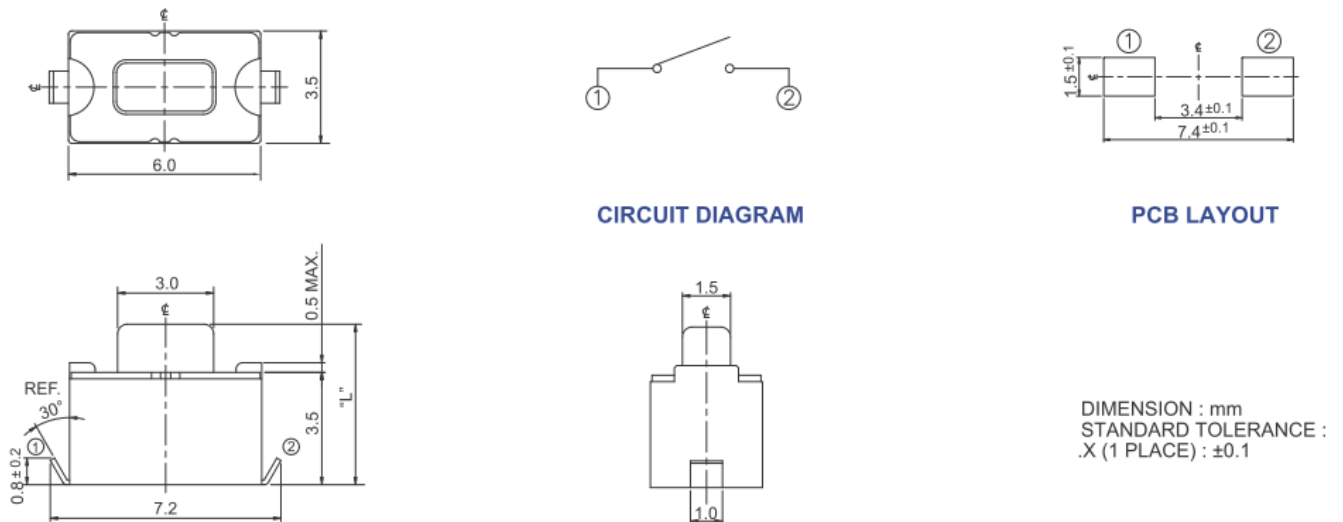 ℄
℄
3.5
6.0
①
②
CIRCUIT DIAGRAM
①
②
℄
℄
1.5 ±0.1
3.4±0.1
7.4±0.1
PCB LAYOUT
3.0
℄
0.5 MAX.
REF.
30°
①
②
0.8 ± 0.2
"L"
3.5
7.2
1.5
℄
1.0
DIMENSION : mm
STANDARD TOLERANCE :
.X (1 PLACE) : ±0.1